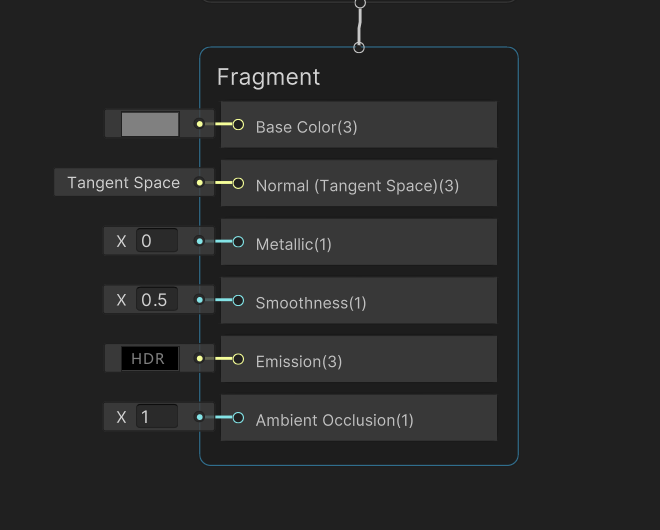 Fragment
Base Color(3)
Tangent Space
Normal (Tangent Space)(3)
X 0
Metallic(1)
X 0.5
Smoothness(1)
HDR
Emission(3)
X 1
Ambient Occlusion(1)